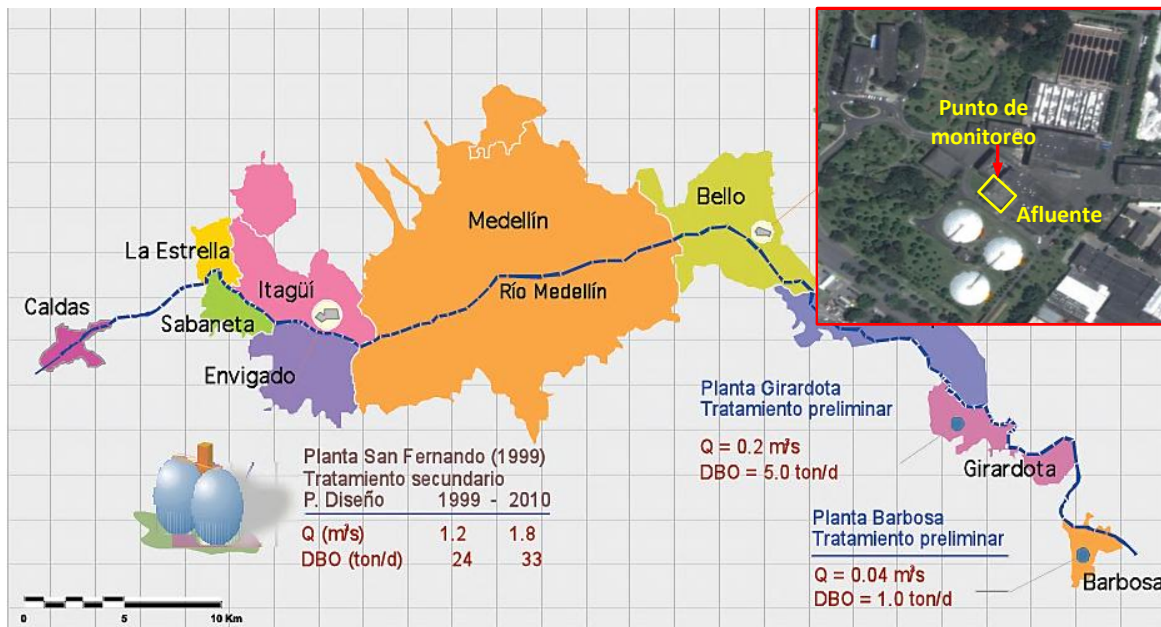 Punto de
monitoreo
Afluente
Bello
Medellín
La Estrella
Itagüí
Río Medellín
Caldas
Sabaneta
Envigado
Planta Girardota
Tratamiento preliminar
Q = 0.2 m³/s
DBO = 5.0 ton/d
Girardota
Planta San Fernando (1999)
Tratamiento secundario
P. Diseño 1999 - 2010
Q (m³/s) 1.2 1.8
DBO (ton/d) 24 33
Planta Barbosa
Tratamiento preliminar
Q = 0.04 m³/s
DBO = 1.0 ton/d
Barbosa
0 5 10 Km